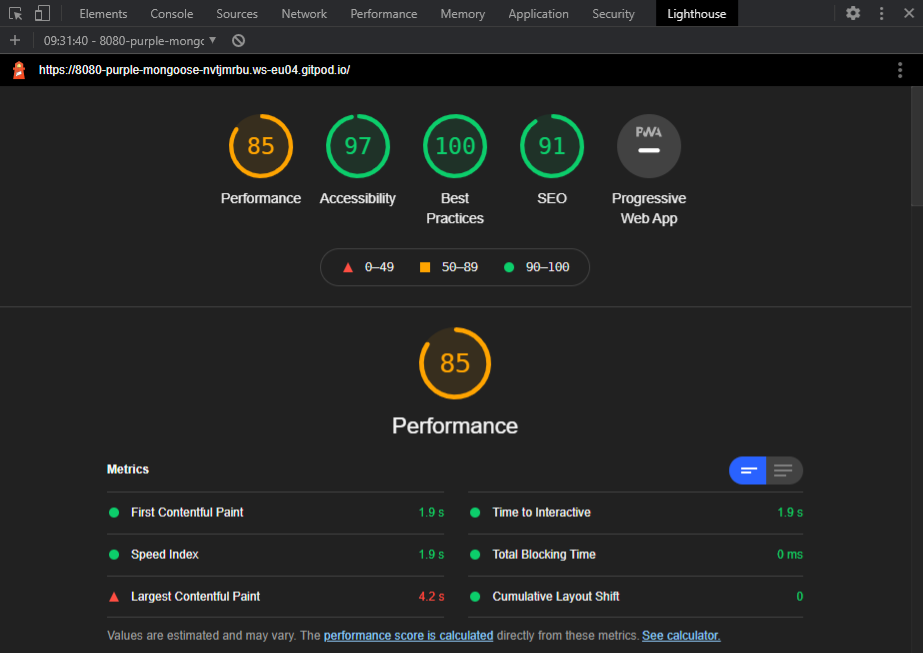 Elements Console Sources Network Performance Memory Application Security Lighthouse
09:31:40 - 8080-purple-mongo
https://8080-purple-mongoose-nvtjmrbu.ws-eu04.gitpod.io/
85 97 100 91 PWA
Performance Accessibility Best Practices SEO Progressive Web App
0–49 50–89 90–100
85
Performance
Metrics
First Contentful Paint 1.9 s Time to Interactive 1.9 s
Speed Index 1.9 s Total Blocking Time 0 ms
Largest Contentful Paint 4.2 s Cumulative Layout Shift 0
Values are estimated and may vary. The performance score is calculated directly from these metrics. See calculator.